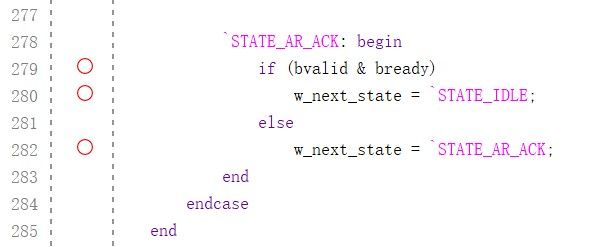 277
278 `STATE_AR_ACK: begin
279 if (bvalid & bready)
280 w_next_state = `STATE_IDLE;
281 else
282 w_next_state = `STATE_AR_ACK;
283 end
284 endcase
285 end